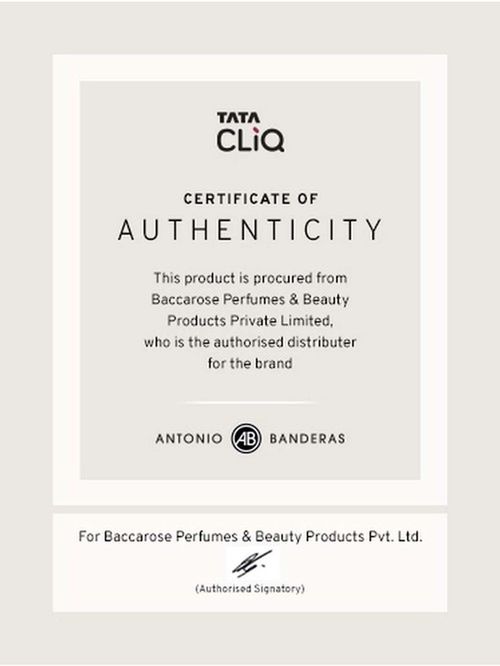 TATA
CLiQ
CERTIFICATE OF
AUTHENTICITY
This product is procured from
Baccarose Perfumes & Beauty
Products Private Limited,
who is the authorised distributer
for the brand
ANTONIO AB BANDERAS
For Baccarose Perfumes & Beauty Products Pvt. Ltd.
(Authorised Signatory)